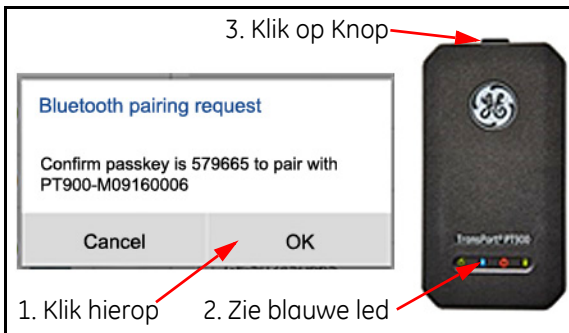 3. Klik op Knop
Bluetooth pairing request
Confirm passkey is 579665 to pair with
PT900-M09160006
Cancel
OK
TransPort® PT900
1. Klik hierop
2. Zie blauwe led